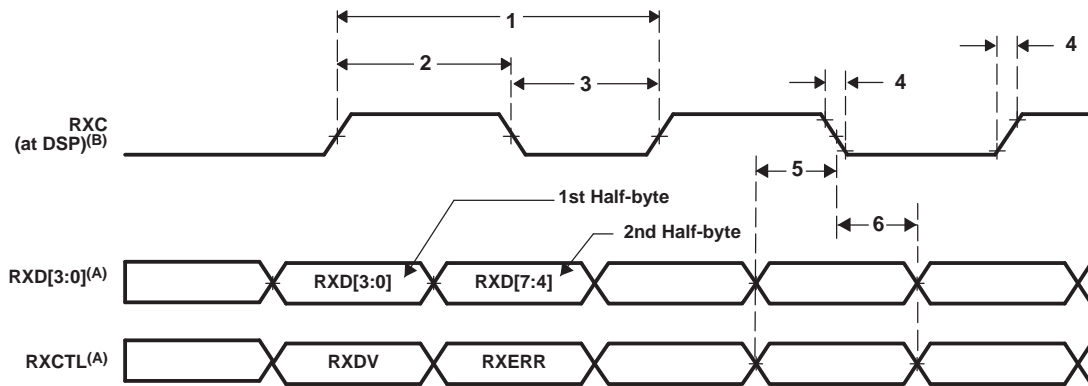 1
4
2
4
3
RXC
(at DSP)(B)
5
1st Half-byte
6
2nd Half-byte
RXD[3:0](A)
RXD[3:0]
RXD[7:4]
RXCTL(A)
RXDV
RXERR